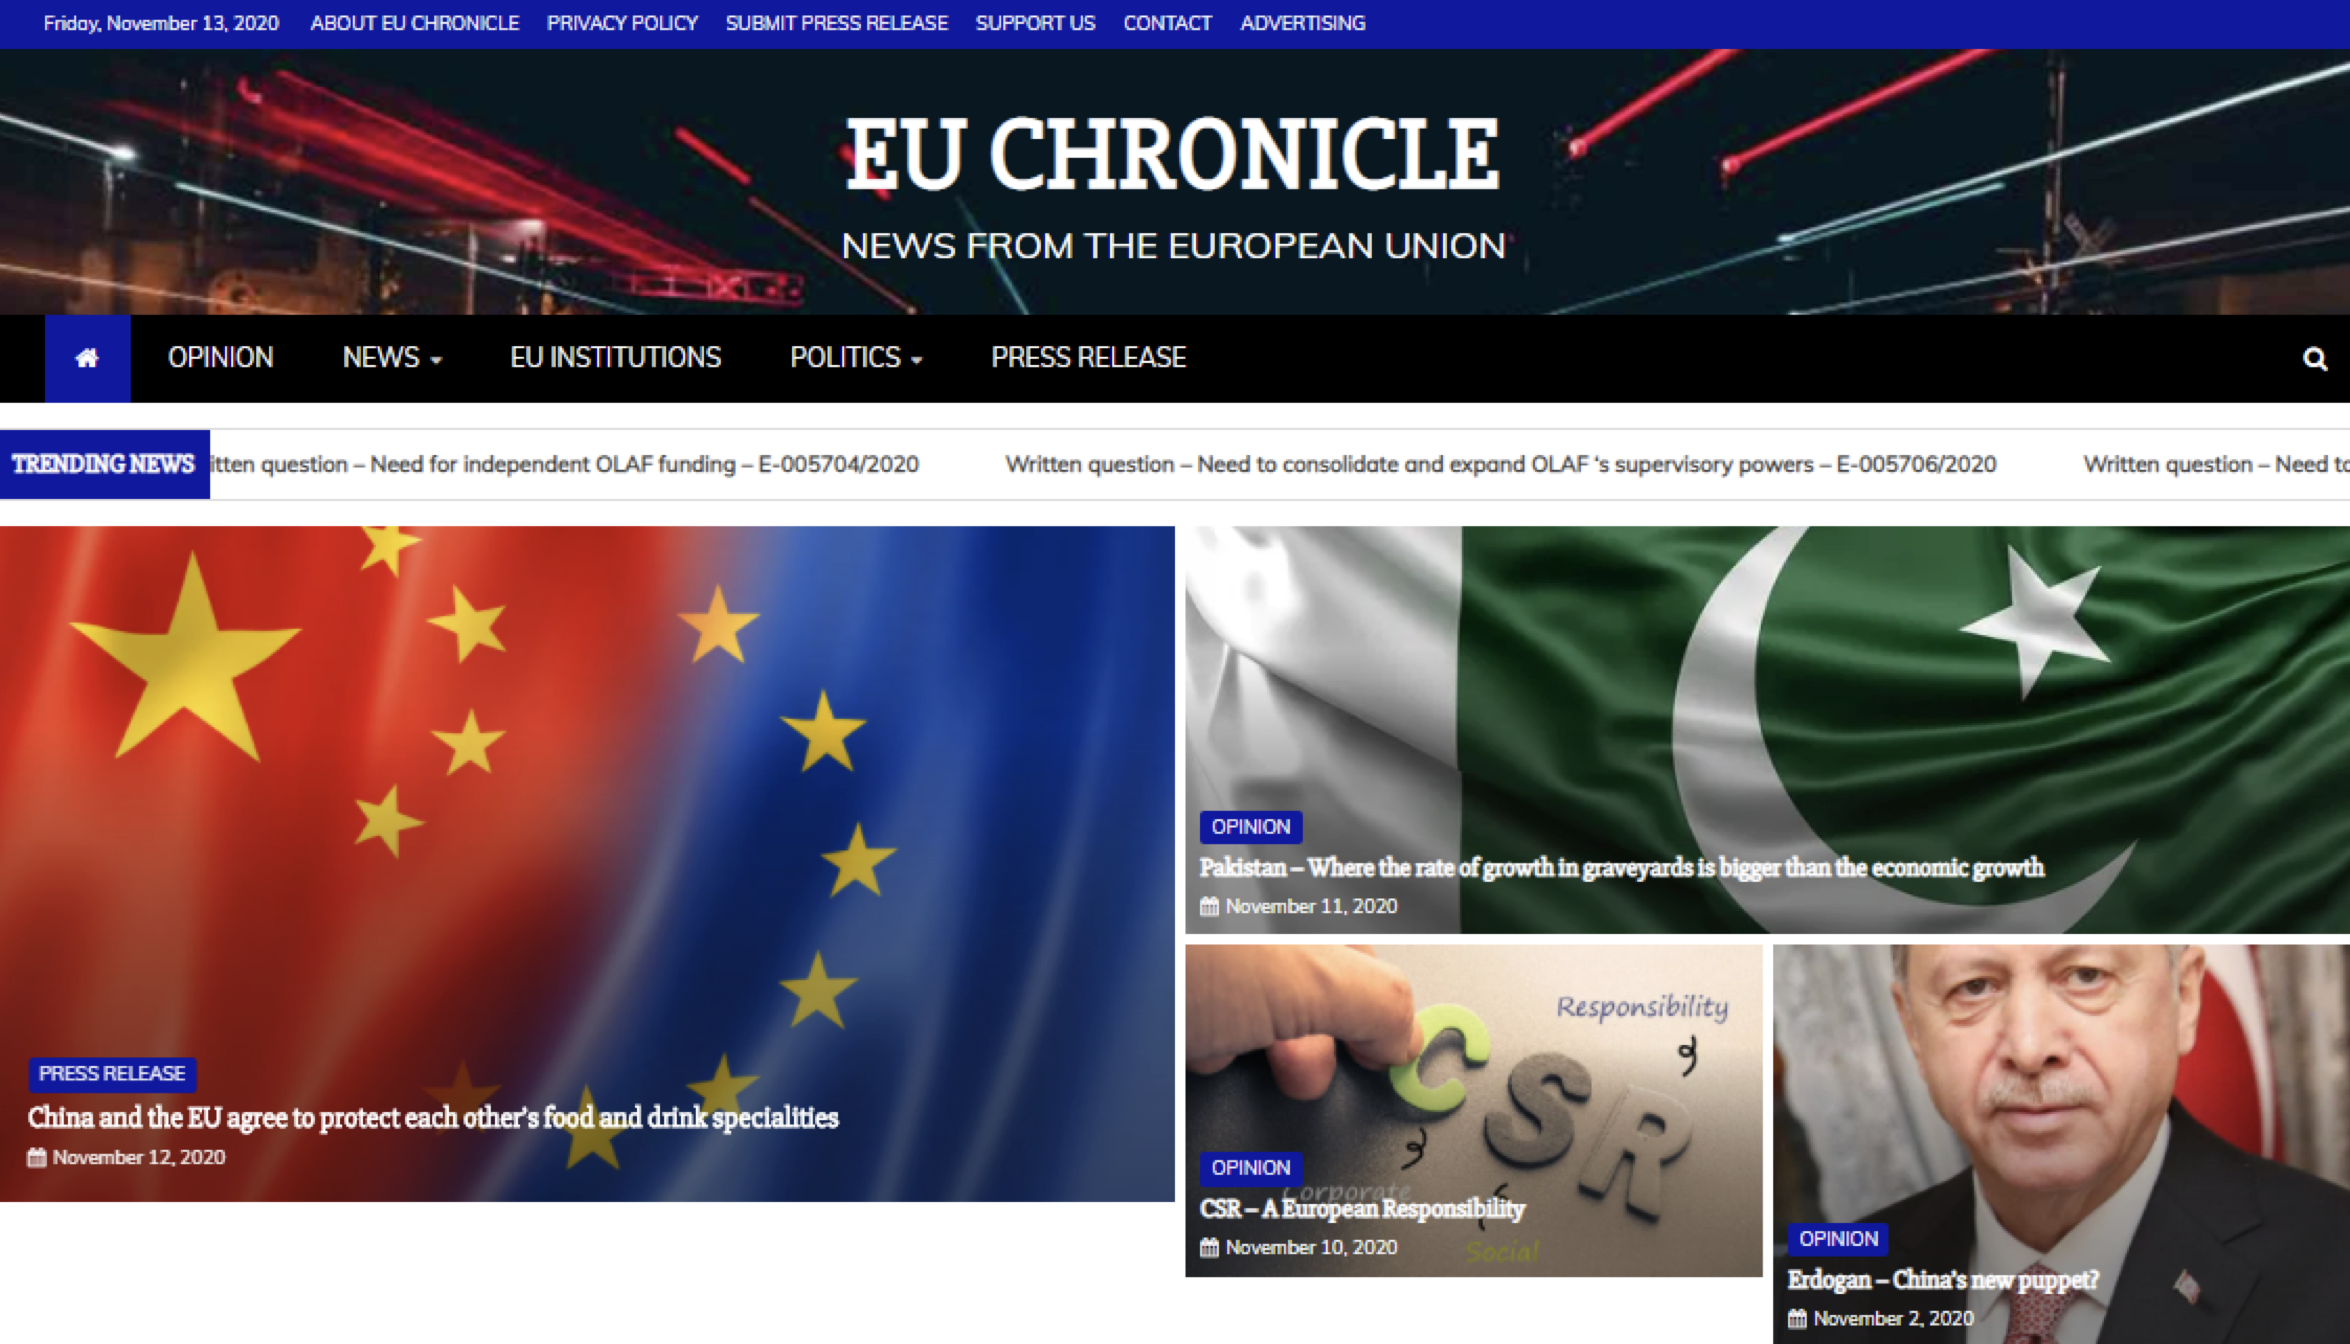 Friday, November 13, 2020 ABOUT EU CHRONICLE PRIVACY POLICY SUBMIT PRESS RELEASE SUPPORT US CONTACT ADVERTISING
EU CHRONICLE
NEWS FROM THE EUROPEAN UNION
OPINION NEWS EU INSTITUTIONS POLITICS PRESS RELEASE
TRENDING NEWS itten question – Need for independent OLAF funding – E-005704/2020 Written question – Need to consolidate and expand OLAF ‘s supervisory powers – E-005706/2020 Written question – Need to
PRESS RELEASE
China and the EU agree to protect each other’s food and drink specialities
November 12, 2020
OPINION
Pakistan – Where the rate of growth in graveyards is bigger than the economic growth
November 11, 2020
Responsibility
CSR
Corporate
Social
OPINION
CSR – A European Responsibility
November 10, 2020
OPINION
Erdogan – China’s new puppet?
November 2, 2020